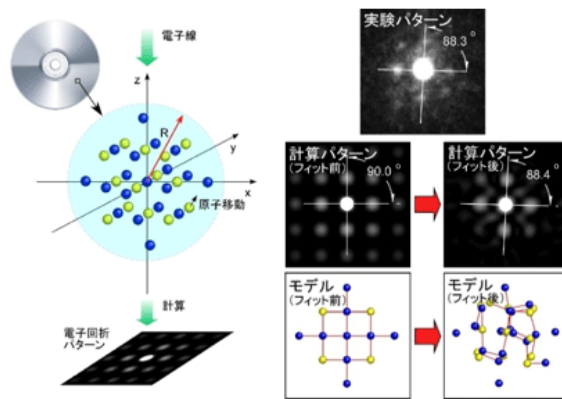 電子線
z
R
y
x
原子移動
計算
電子回折
パターン
実験パターン
88.3°
計算パターン
(フィット前)
90.0°
計算パターン
(フィット後)
88.4°
モデル
(フィット前)
モデル
(フィット後)